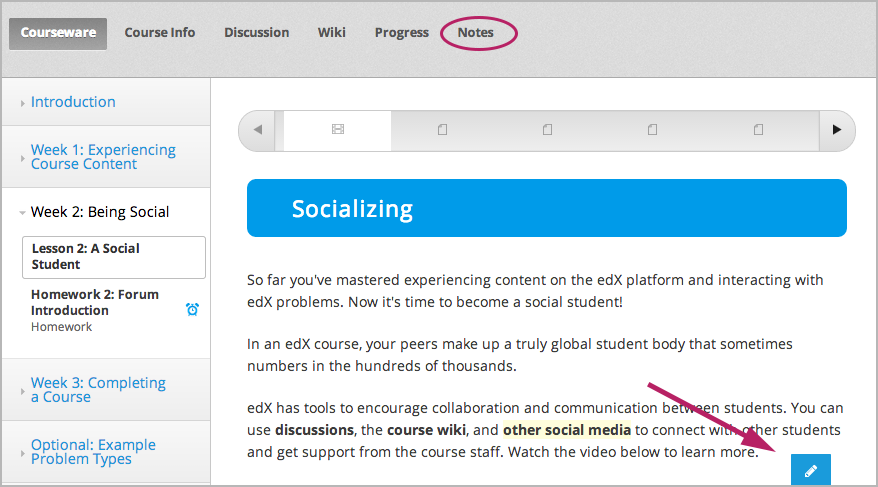 Courseware Course Info Discussion Wiki Progress Notes
Introduction
Week 1: Experiencing
Course Content
Week 2: Being Social
Lesson 2: A Social
Student
Homework 2: Forum
Introduction
Homework
Week 3: Completing
a Course
Optional: Example
Problem Types
Socializing
So far you've mastered experiencing content on the edX platform and interacting with
edX problems. Now it's time to become a social student!
In an edX course, your peers make up a truly global student body that sometimes
numbers in the hundreds of thousands.
edX has tools to encourage collaboration and communication between students. You can
use discussions, the course wiki, and other social media to connect with other students
and get support from the course staff. Watch the video below to learn more.